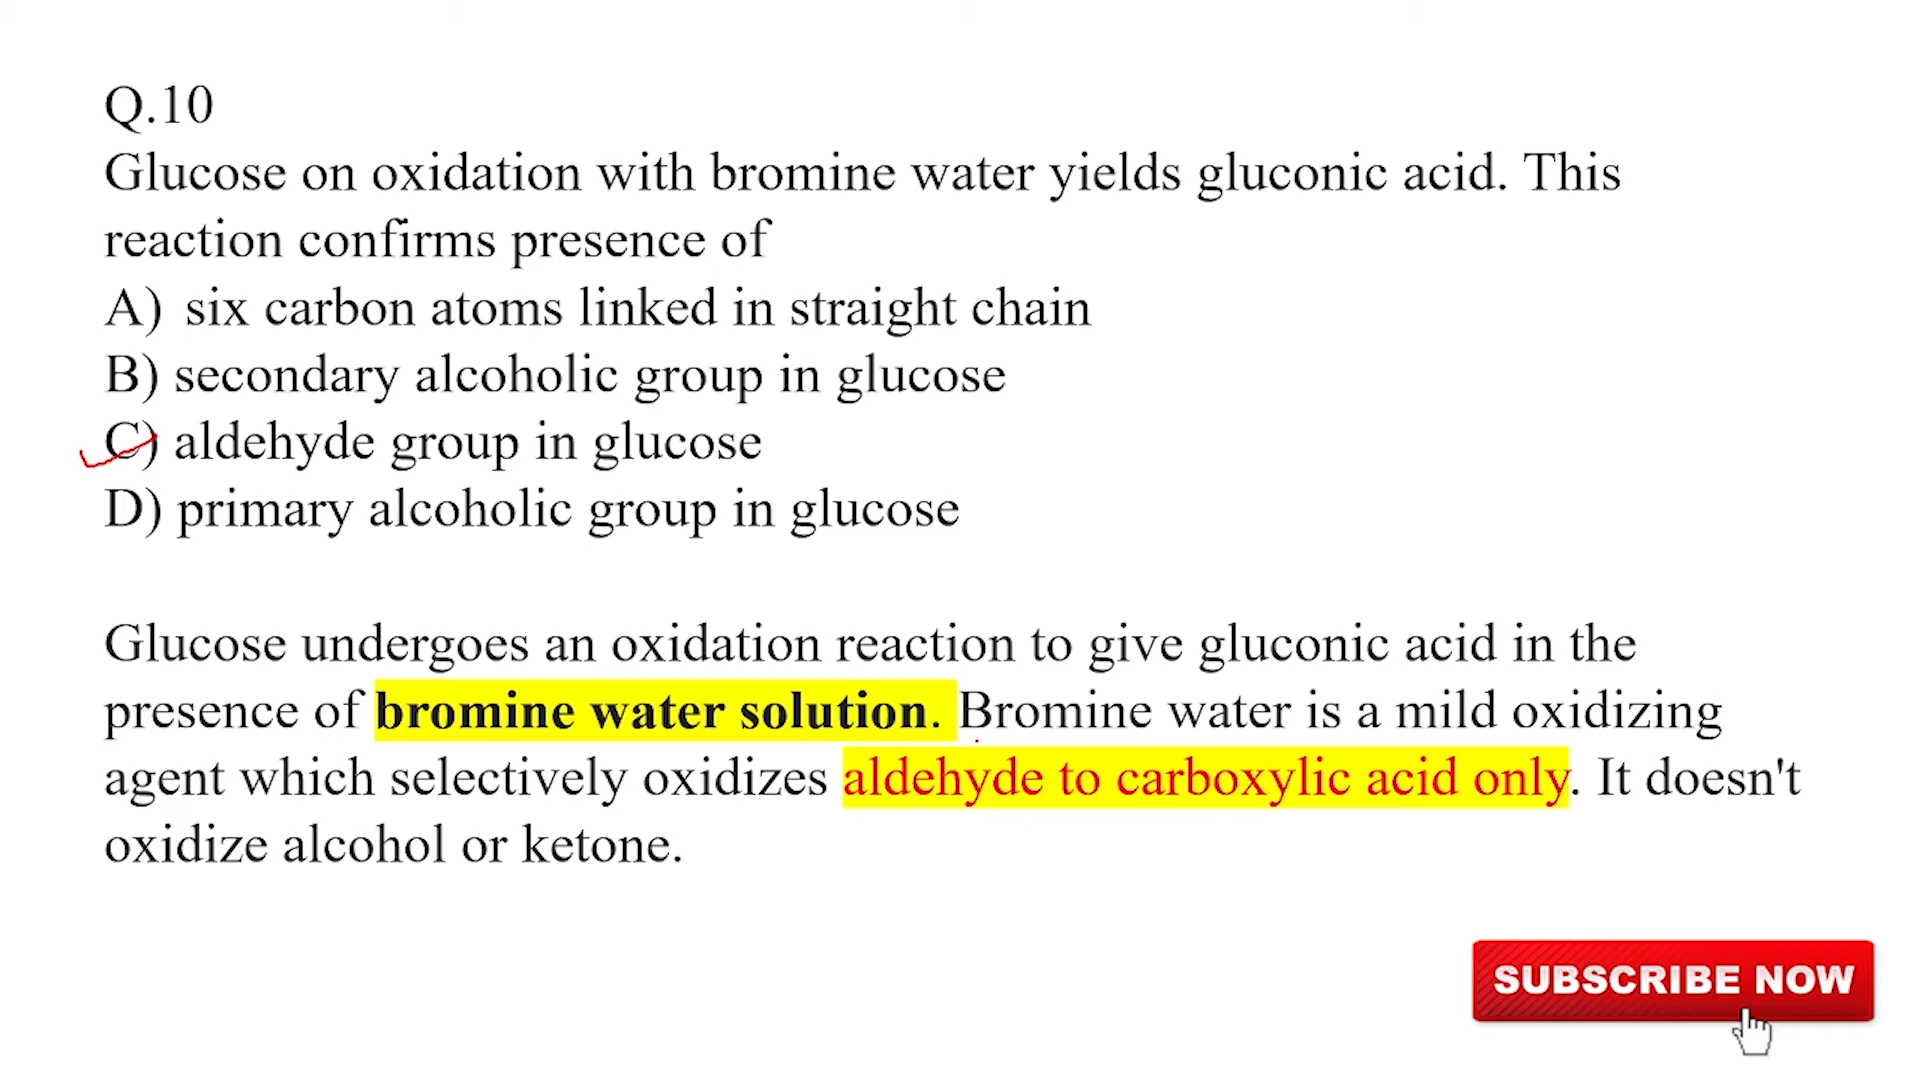 Q.10
Glucose on oxidation with bromine water yields gluconic acid. This
reaction confirms presence of
A) six carbon atoms linked in straight chain
B) secondary alcoholic group in glucose
C) aldehyde group in glucose
D) primary alcoholic group in glucose
Glucose undergoes an oxidation reaction to give gluconic acid in the
presence of bromine water solution. Bromine water is a mild oxidizing
agent which selectively oxidizes aldehyde to carboxylic acid only. It doesn't
oxidize alcohol or ketone.
SUBSCRIBE NOW